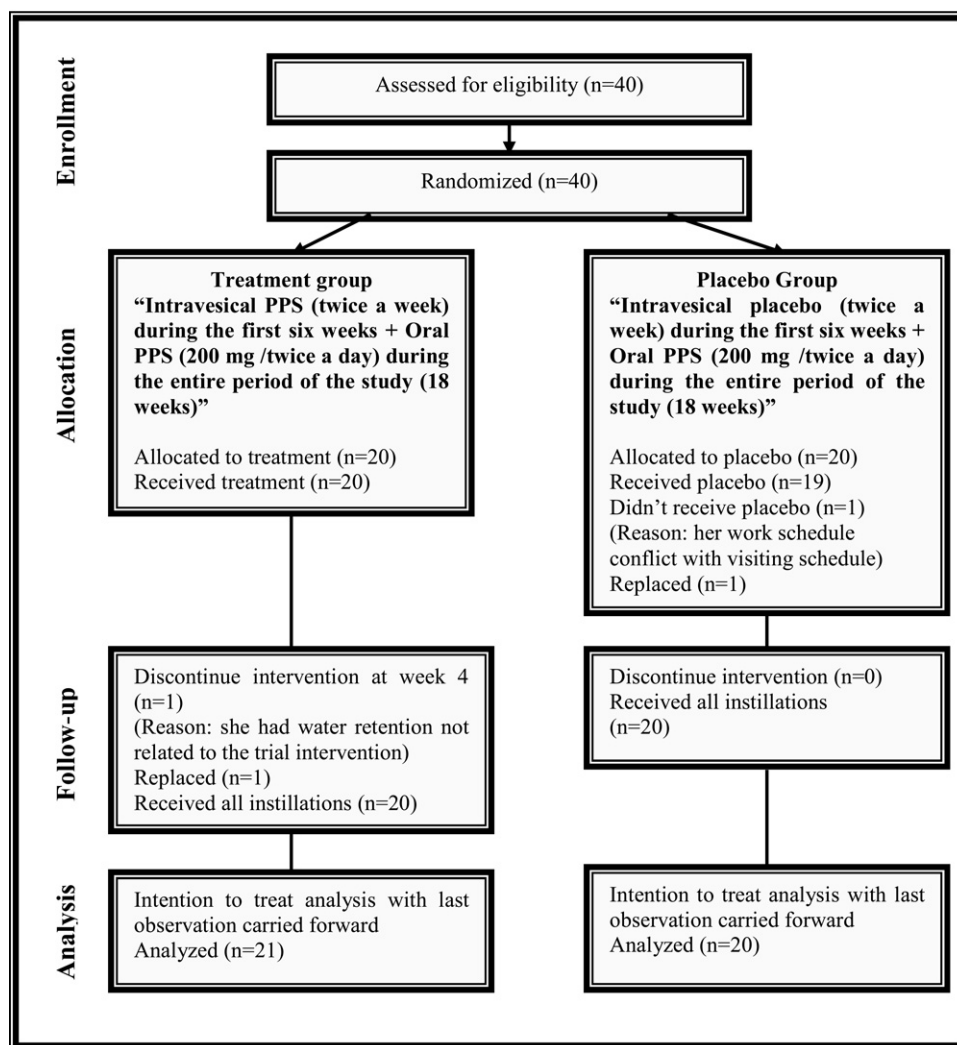 Enrollment
Assessed for eligibility (n=40)
Randomized (n=40)
Allocation
Treatment group
“Intravesical PPS (twice a week)
during the first six weeks + Oral
PPS (200 mg /twice a day) during
the entire period of the study (18
weeks)”
Allocated to treatment (n=20)
Received treatment (n=20)
Placebo Group
“Intravesical placebo (twice a
week) during the first six weeks +
Oral PPS (200 mg /twice a day)
during the entire period of the
study (18 weeks)”
Allocated to placebo (n=20)
Received placebo (n=19)
Didn’t receive placebo (n=1)
(Reason: her work schedule
conflict with visiting schedule)
Replaced (n=1)
Follow-up
Discontinue intervention at week 4
(n=1)
(Reason: she had water retention not
related to the trial intervention)
Replaced (n=1)
Received all instillations (n=20)
Discontinue intervention (n=0)
Received all instillations
(n=20)
Analysis
Intention to treat analysis with last
observation carried forward
Analyzed (n=21)
Intention to treat analysis with last
observation carried forward
Analyzed (n=20)